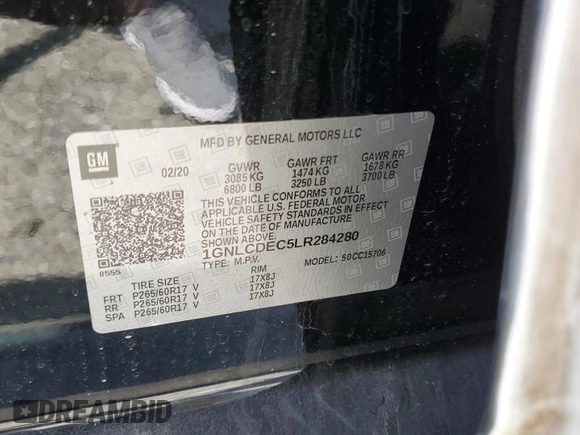 MFD BY GENERAL MOTORS LLC
GM
02/20 GVWR GAWR FRT GAWR RR
3085 KG 1474 KG 1678 KG
6800 LB 3250 LB 3700 LB
THIS VEHICLE CONFORMS TO ALL
APPLICABLE U.S. FEDERAL MOTOR
VEHICLE SAFETY STANDARDS IN EFFECT
ON THE DATE OF MANUFACTURE
SHOWN ABOVE.
1GNLCDEC5LR284280
8555
TYPE: M.P.V. MODEL: 50CC15706
TIRE SIZE RIM
FRT P265/60R17 V 17X8J
RR P265/60R17 V 17X8J
SPA P265/60R17 V 17X8J
DREAMBID